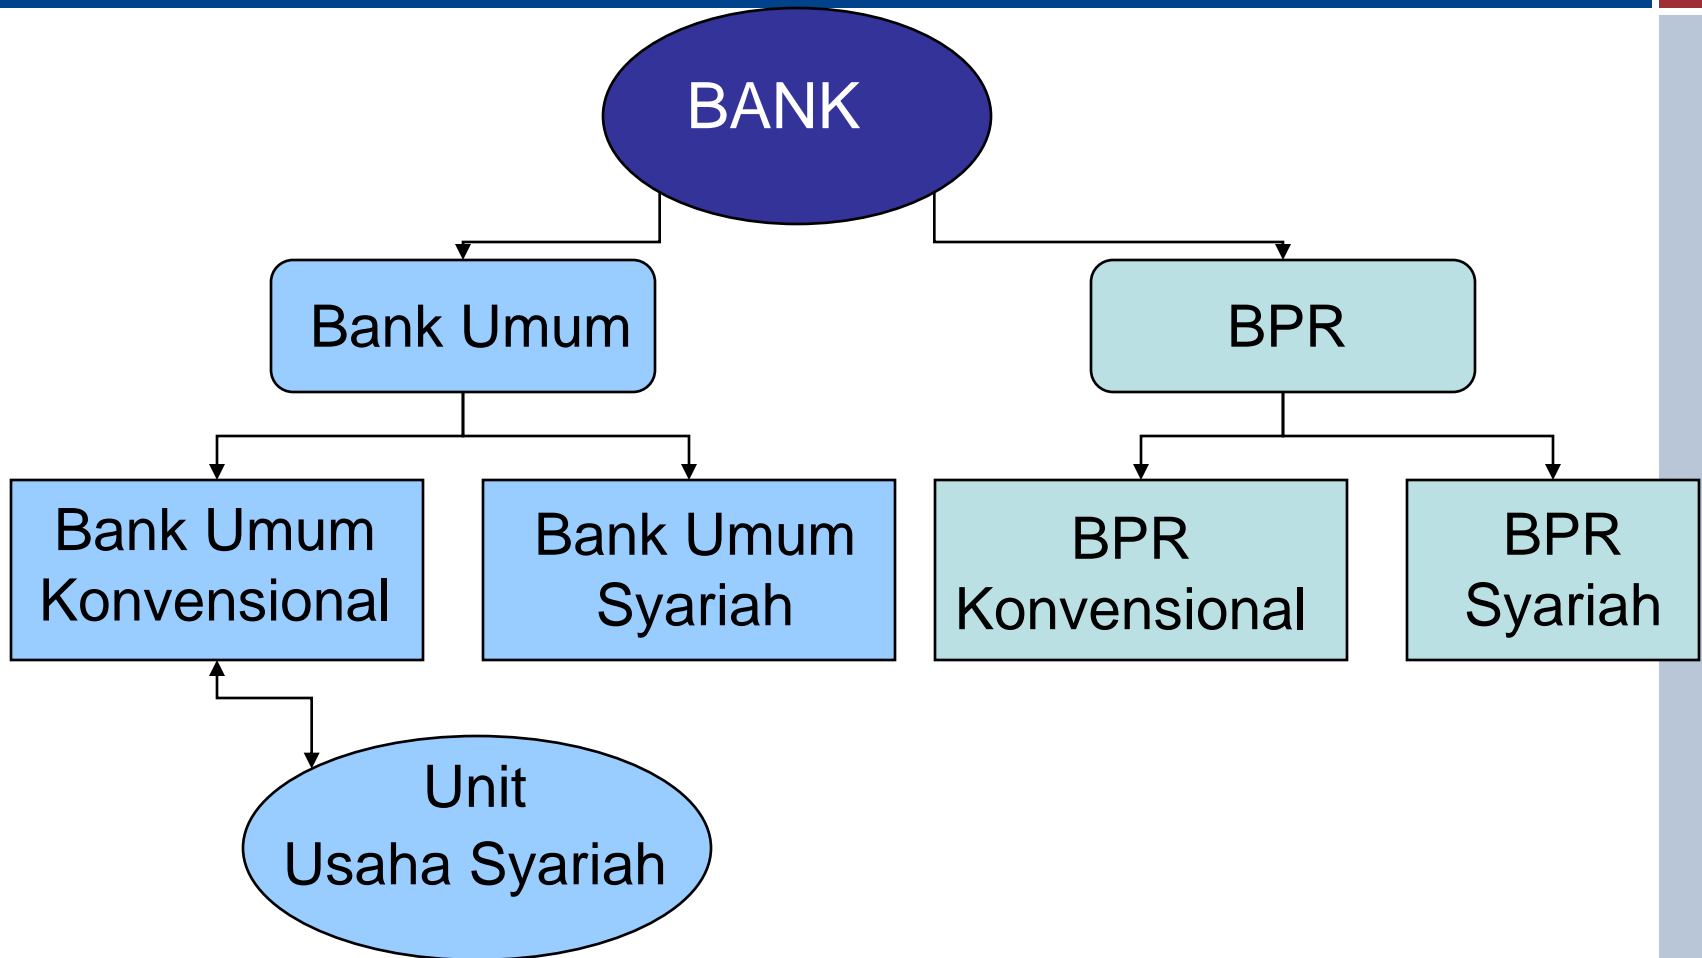 BANK
Bank Umum
BPR
Bank Umum
Konvensional
Bank Umum
Syariah
BPR
Konvensional
BPR
Syariah
Unit
Usaha Syariah